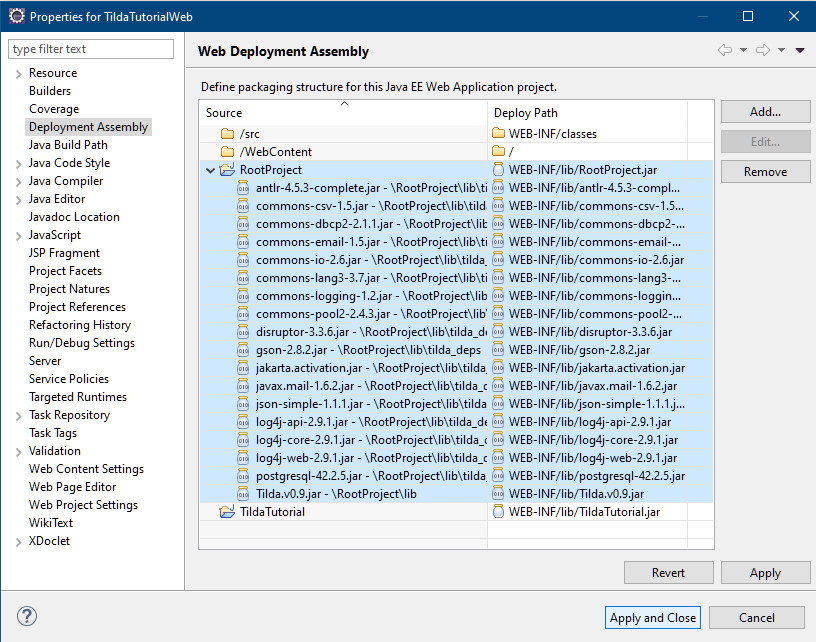 Properties for TildaTutorialWeb
type filter text
Resource
Builders
Coverage
Deployment Assembly
Java Build Path
Java Code Style
Java Compiler
Java Editor
Javadoc Location
JavaScript
JSP Fragment
Project Facets
Project Natures
Project References
Refactoring History
Run/Debug Settings
Server
Service Policies
Targeted Runtimes
Task Repository
Task Tags
Validation
Web Content Settings
Web Page Editor
Web Project Settings
WikiText
XDoclet
Web Deployment Assembly
Define packaging structure for this Java EE Web Application project.
Source Deploy Path
/src WEB-INF/classes
/WebContent /
RootProject WEB-INF/lib/RootProject.jar
antlr-4.5.3-complete.jar - \RootProject\lib\ti WEB-INF/lib/antlr-4.5.3-compl...
commons-csv-1.5.jar - \RootProject\lib\tilda WEB-INF/lib/commons-csv-1.5...
commons-dbcp2-2.1.1.jar - \RootProject\lib WEB-INF/lib/commons-dbcp2-...
commons-email-1.5.jar - \RootProject\lib\ti WEB-INF/lib/commons-email-...
commons-io-2.6.jar - \RootProject\lib\tilda_ WEB-INF/lib/commons-io-2.6.jar
commons-lang3-3.7.jar - \RootProject\lib\ti WEB-INF/lib/commons-lang3-...
commons-logging-1.2.jar - \RootProject\lib WEB-INF/lib/commons-loggin...
commons-pool2-2.4.3.jar - \RootProject\lib\ WEB-INF/lib/commons-pool2-...
disruptor-3.3.6.jar - \RootProject\lib\tilda_de WEB-INF/lib/disruptor-3.3.6.jar
gson-2.8.2.jar - \RootProject\lib\tilda_deps WEB-INF/lib/gson-2.8.2.jar
jakarta.activation.jar - \RootProject\lib\tilda WEB-INF/lib/jakarta.activation.jar
javax.mail-1.6.2.jar - \RootProject\lib\tilda_d WEB-INF/lib/javax.mail-1.6.2.jar
json-simple-1.1.1.jar - \RootProject\lib\tilda WEB-INF/lib/json-simple-1.1.1.j...
log4j-api-2.9.1.jar - \RootProject\lib\tilda_de WEB-INF/lib/log4j-api-2.9.1.jar
log4j-core-2.9.1.jar - \RootProject\lib\tilda_c WEB-INF/lib/log4j-core-2.9.1.jar
log4j-web-2.9.1.jar - \RootProject\lib\tilda_c WEB-INF/lib/log4j-web-2.9.1.jar
postgresql-42.2.5.jar - \RootProject\lib\tilda_ WEB-INF/lib/postgresql-42.2.5.jar
Tilda.v0.9.jar - \RootProject\lib WEB-INF/lib/Tilda.v0.9.jar
TildaTutorial WEB-INF/lib/TildaTutorial.jar
Add...
Edit...
Remove
Revert
Apply
Apply and Close
Cancel